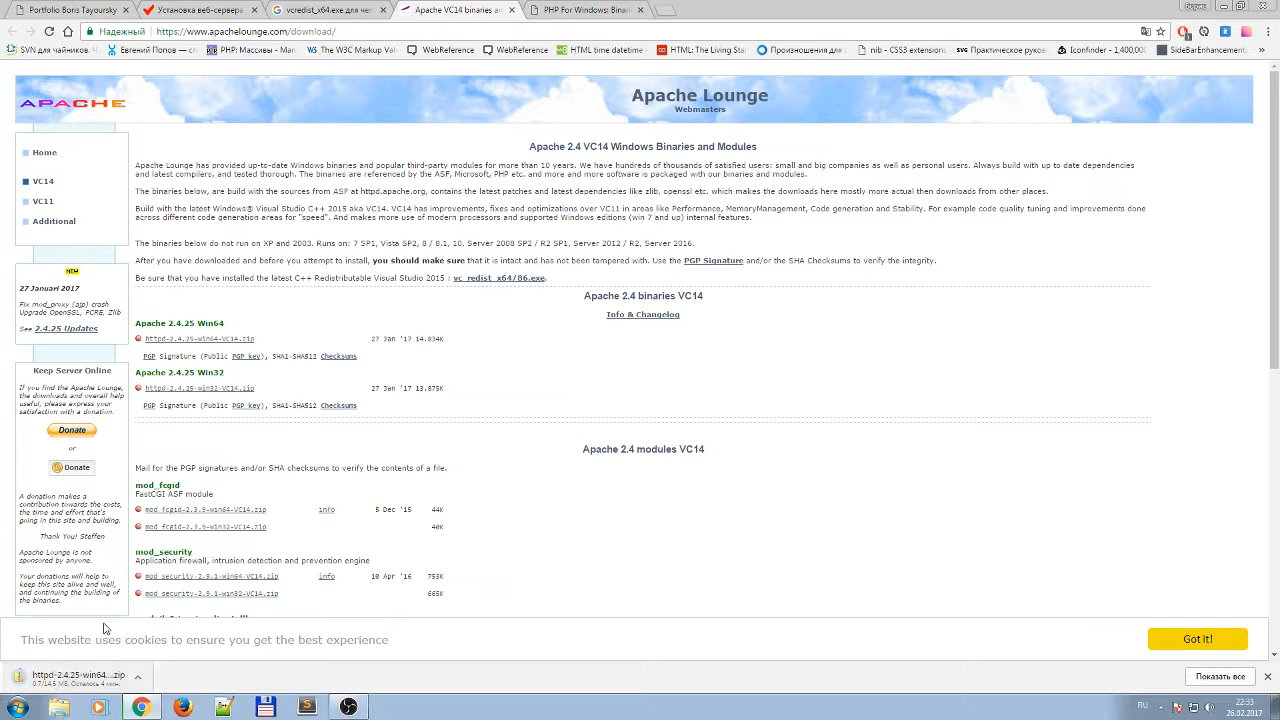 Portfolio Boris Tayoursky
Установка веб-сервера
vcredist_x64.exe для че
Apache VC14 binaries an
PHP For Windows: Binari
Надежный
https://www.apachelounge.com/download/
SVN для чайников. Ч
Евгений Попов –
PHP: Массивы - Man
The W3C Markup Vali
WebReference
WebReference
HTML time datetime
HTML: The Living Star
Произношения для
nib - CSS3 extensions
Практическое руков
Iconfinder - 1,400,000
SideBarEnhancement
APACHE
Apache Lounge
Webmasters
Home
VC14
VC11
Additional
NEW
27 Januari 2017
Fix mod_proxy (ajp) crash
Upgrade OpenSSL, PCRE, Zlib
See 2.4.25 Updates
Keep Server Online
If you find the Apache Lounge,
the downloads and overall help
useful, please express your
satisfaction with a donation.
Donate
or
Donate
A donation makes a
contribution towards the costs,
the time and effort that's
going in this site and building.
Thank You! Steffen
Apache Lounge is not
sponsored by anyone.
Your donations will help to
keep this site alive and well,
and continuing the building of
the binaries.
Apache 2.4 VC14 Windows Binaries and Modules
Apache Lounge has provided up-to-date Windows binaries and popular third-party modules for more than 10 years. We have hundreds of thousands of satisfied users: small and big companies as well as personal users. Always build with up to date dependencies
and latest compilers, and tested thorough. The binaries are referenced by the ASF, Microsoft, PHP etc. and more and more software is packaged with our binaries and modules.
The binaries below, are build with the sources from ASF at httpd.apache.org, contains the latest patches and latest dependencies like zlib, openssl etc. which makes the downloads here mostly more actual then downloads from other places.
Build with the latest Windows® Visual Studio C++ 2015 aka VC14. VC14 has improvements, fixes and optimizations over VC11 in areas like Performance, MemoryManagement, Code generation and Stability. For example code quality tuning and improvements done
across different code generation areas for "speed". And makes more use of modern processors and supported Windows editions (win 7 and up) internal features.
The binaries below do not run on XP and 2003. Runs on: 7 SP1, Vista SP2, 8 / 8.1, 10, Server 2008 SP2 / R2 SP1, Server 2012 / R2, Server 2016.
After you have downloaded and before you attempt to install, you should make sure that it is intact and has not been tampered with. Use the PGP Signature and/or the SHA Checksums to verify the integrity.
Be sure that you have installed the latest C++ Redistributable Visual Studio 2015 : vc_redist_x64/86.exe.
Apache 2.4 binaries VC14
Info & Changelog
Apache 2.4.25 Win64
httpd-2.4.25-win64-VC14.zip 27 Jan '17 14.834K
PGP Signature (Public PGP key), SHA1-SHA512 Checksums
Apache 2.4.25 Win32
httpd-2.4.25-win32-VC14.zip 27 Jan '17 13.875K
PGP Signature (Public PGP key), SHA1-SHA512 Checksums
Apache 2.4 modules VC14
Mail for the PGP signatures and/or SHA checksums to verify the contents of a file.
mod_fcgid
FastCGI ASF module
mod_fcgid-2.3.9-win64-VC14.zip info 5 Dec '15 44K
mod_fcgid-2.3.9-win32-VC14.zip 40K
mod_security
Application firewall, intrusion detection and prevention engine
mod_security-2.9.1-win64-VC14.zip info 10 Apr '16 753K
mod_security-2.9.1-win32-VC14.zip 665K
This website uses cookies to ensure you get the best experience
Got it!
httpd-2.4.25-win64....zip
0.7/14.5 МБ, Осталось 4 мин.
Показать все
RU
22:33
26.02.2017